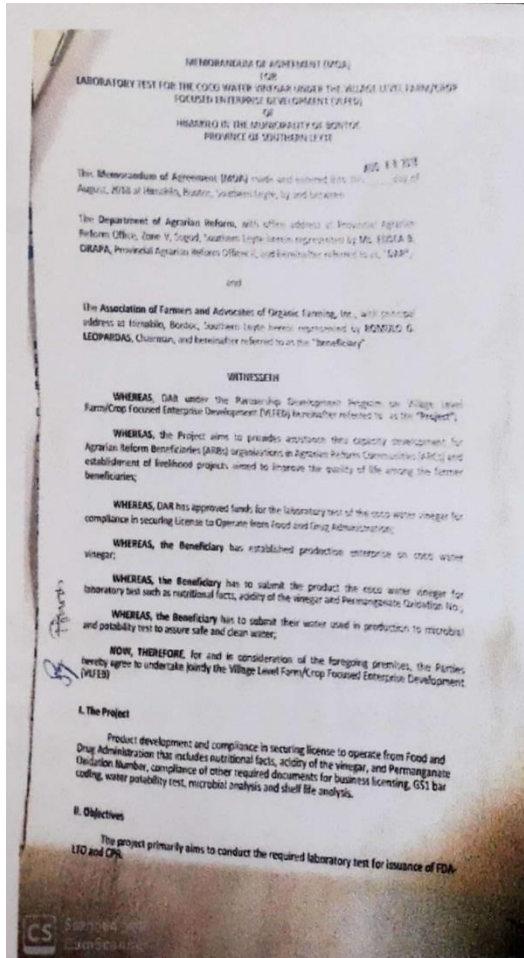 MEMORANDUM OF AGREEMENT (MOA)
FOR
LABORATORY TEST FOR THE COCO WATER VINEGAR UNDER THE VILLAGE LEVEL FARM/CROP
FOCUSED ENTERPRISE DEVELOPMENT (VLFED)
OF
HIMAKILO IN THE MUNICIPALITY OF BONTOC
PROVINCE OF SOUTHERN LEYTE
This Memorandum of Agreement (MOA) made and entered into this day of
August, 2018 at Himakilo, Bontoc, Southern Leyte, by and between
The Department of Agrarian Reform, with office address at Provincial Agrarian
Reform Office, Zone V, Sogod, Southern Leyte herein represented by
ORAPA, Provincial Agrarian Reform Officer II, and hereinafter referred to as, "DAR";
and
The Association of Farmers and Advocates of Organic Farming, Inc., with principal
address at Himakilo, Bontoc, Southern Leyte herein represented by ROMULO G.
LEOPARDAS, Chairman, and hereinafter referred to as the "beneficiary"
WITNESSETH
WHEREAS, DAR under the Partnership Development Program on Village Level
Farm/Crop Focused Enterprise Development (VLFED) hereinafter referred to as the "Project";
WHEREAS, the Project aims to provides assistance thru capacity development for
Agrarian Reform Beneficiaries (ARBs) organizations in Agrarian Reform Communities (ARCs) and
establishment of livelihood projects aimed to improve the quality of life among the farmer
beneficiaries;
WHEREAS, DAR has approved funds for the laboratory test of the coco water vinegar for
compliance in securing License to Operate from Food and Drug Administration;
WHEREAS, the Beneficiary has established production enterprise on coco water
vinegar;
WHEREAS, the Beneficiary has to submit the product the coco water vinegar for
laboratory test such as nutritional facts, acidity of the vinegar and Permanganate Oxidation No.,
WHEREAS, the Beneficiary has to submit their water used in production to microbial
and potability test to assure safe and clean water;
NOW, THEREFORE, for and in consideration of the foregoing premises, the Parties
hereby agree to undertake jointly the Village Level Farm/Crop Focused Enterprise Development
(VLFED)
I. The Project
Product development and compliance in securing license to operate from Food and
Drug Administration that includes nutritional facts, acidity of the vinegar, and Permanganate
Oxidation Number, compliance of other required documents for business licensing, GS1 bar
coding, water potability test, microbial analysis and shelf life analysis.
II. Objectives
The project primarily aims to conduct the required laboratory test for issuance of FDA-
LTO and CPR.
CS Scanned with
CamScanner